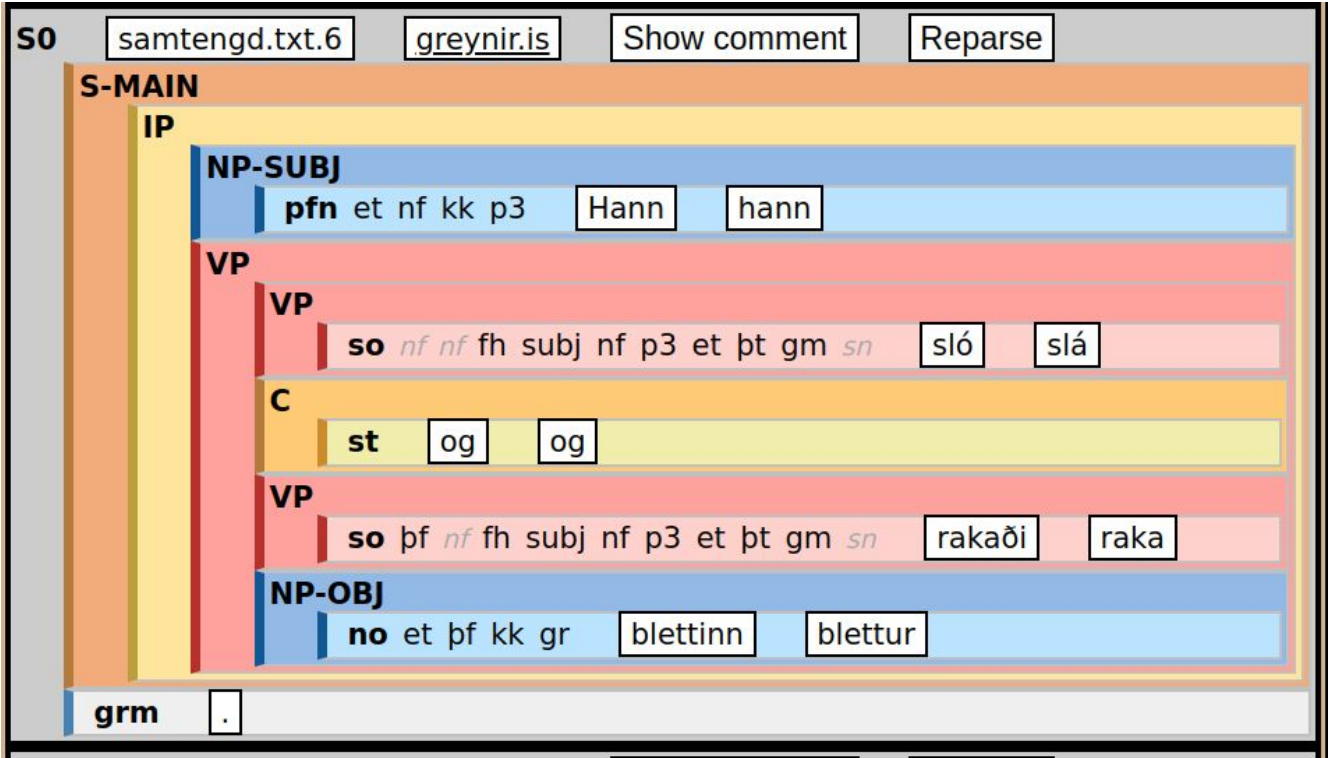 S0 samtengd.txt.6 greynir.is Show comment Reparse
S-MAIN
IP
NP-SUBJ
pfn et nf kk p3 Hann hann
VP
VP
so nf nf fh subj nf p3 et þt gm sn sló slá
C
st og og
VP
so þf nf fh subj nf p3 et þt gm sn rakaði raka
NP-OBJ
no et þf kk gr blettinn blettur
grm .